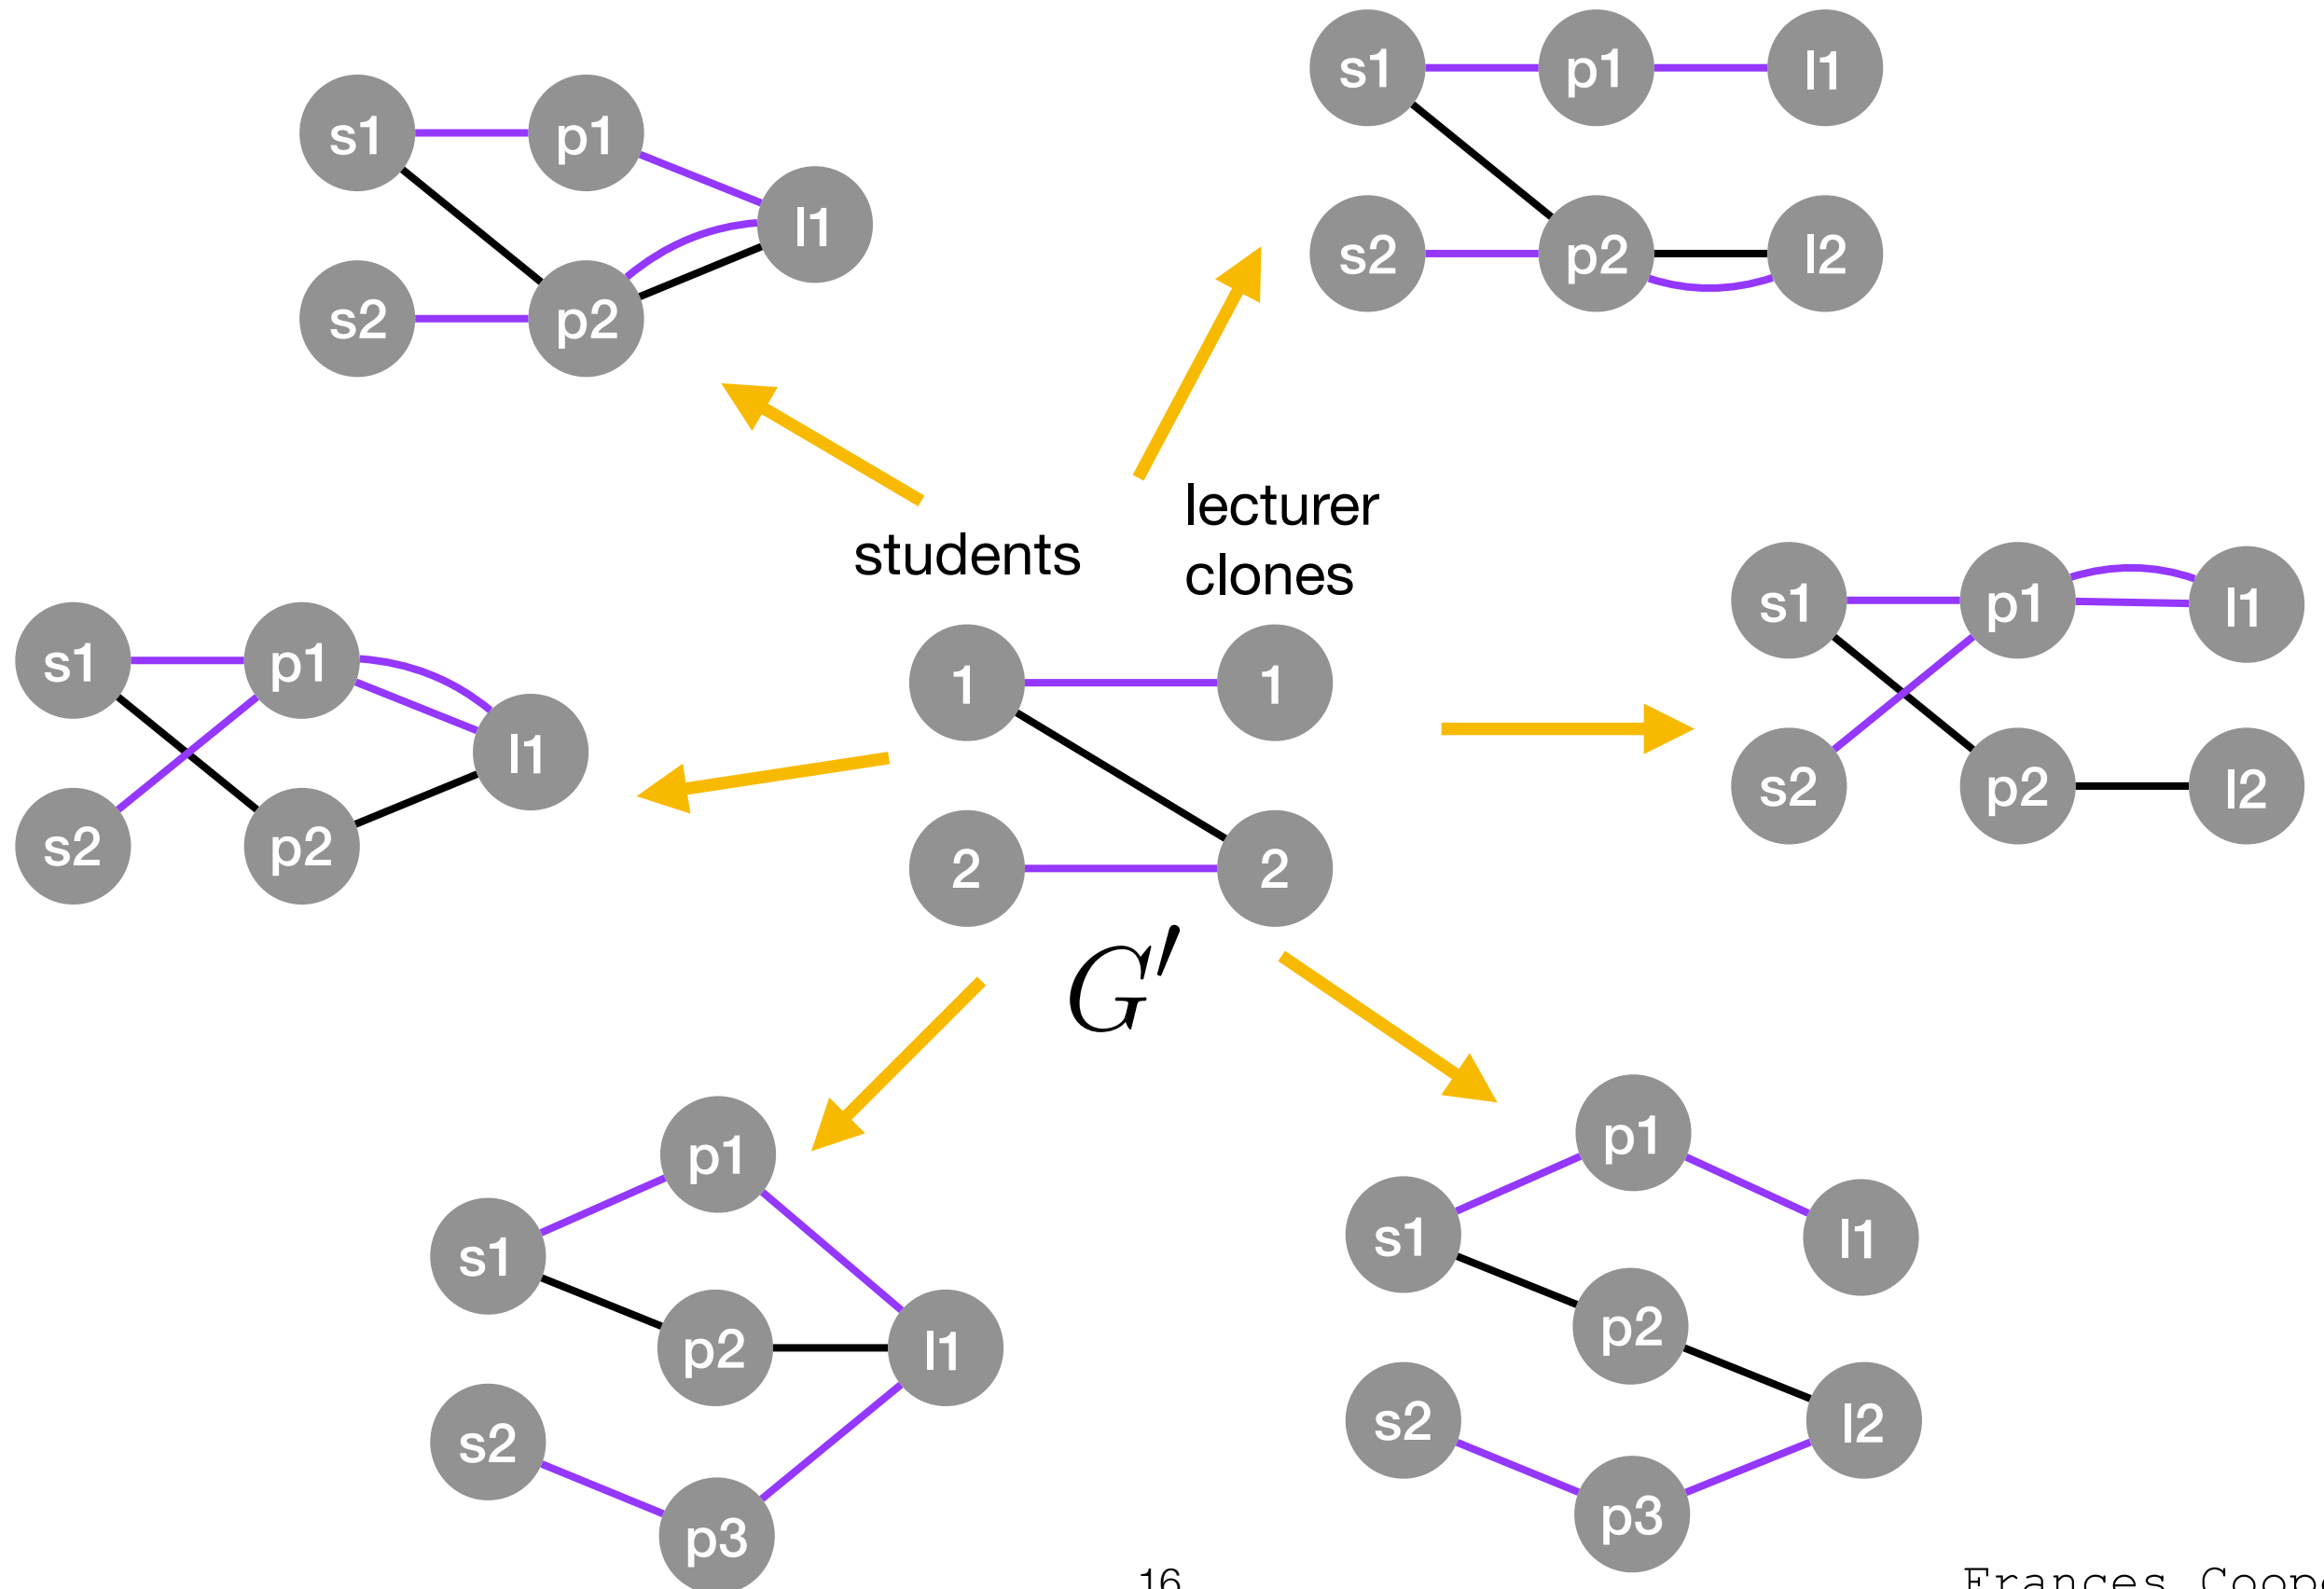 s1 p1 l1
s1 p1
l1
s2 p2 l2
s2 p2
lecturer
students
clones
s1 p1 l1
s1 p1
1 1
l1
s2 p2 l2
s2 p2
2 2
G′
p1
p1
s1
l1
s1
p2
p2
l1
s2
l2
s2
p3
p3
16
Frances